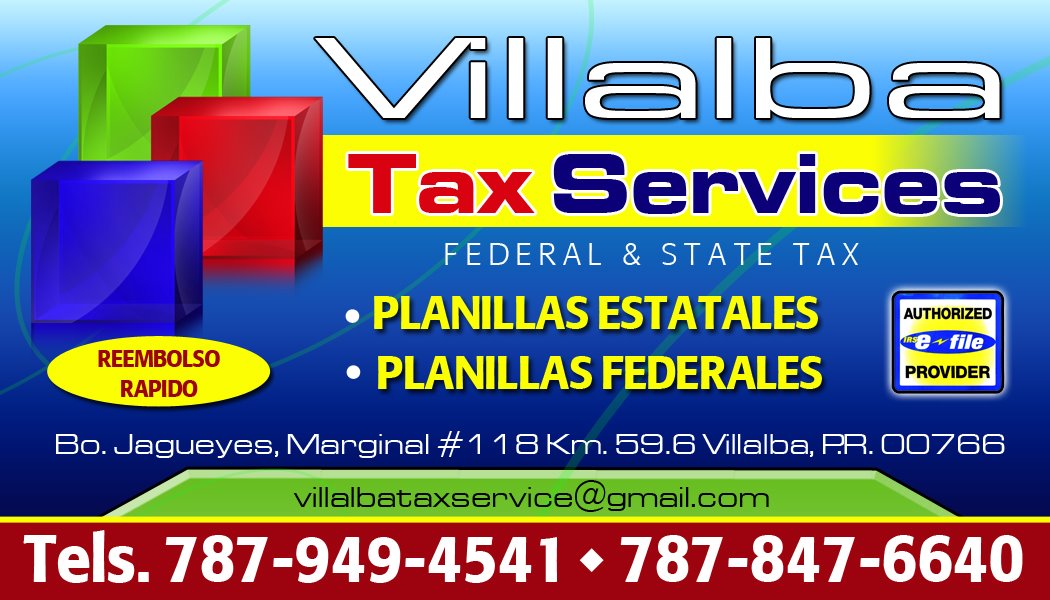 Villalba
Tax Services
FEDERAL & STATE TAX
• PLANILLAS ESTATALES
• PLANILLAS FEDERALES
AUTHORIZED
IRS e file
PROVIDER
REEMBOLSO
RAPIDO
Bo. Jagueyes, Marginal #118 Km. 59.6 Villalba, P.R. 00766
villalbataxservice@gmail.com
Tels. 787-949-4541 • 787-847-6640